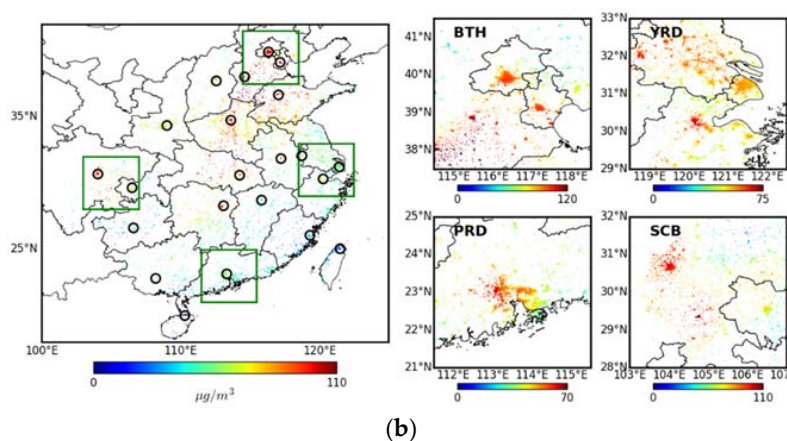 BTH
41°N
40°N
39°N
38°N
115°E 116°E 117°E 118°E
0 120
YRD
33°N
32°N
31°N
30°N
29°N
119°E 120°E 121°E 122°E
0 75
35°N
25°N
100°E 110°E 120°E
0 110
μg/m³
PRD
25°N
24°N
23°N
22°N
21°N
112°E 113°E 114°E 115°E
0 70
SCB
32°N
31°N
30°N
29°N
28°N
103°E 104°E 105°E 106°E 107
0 110
(b)